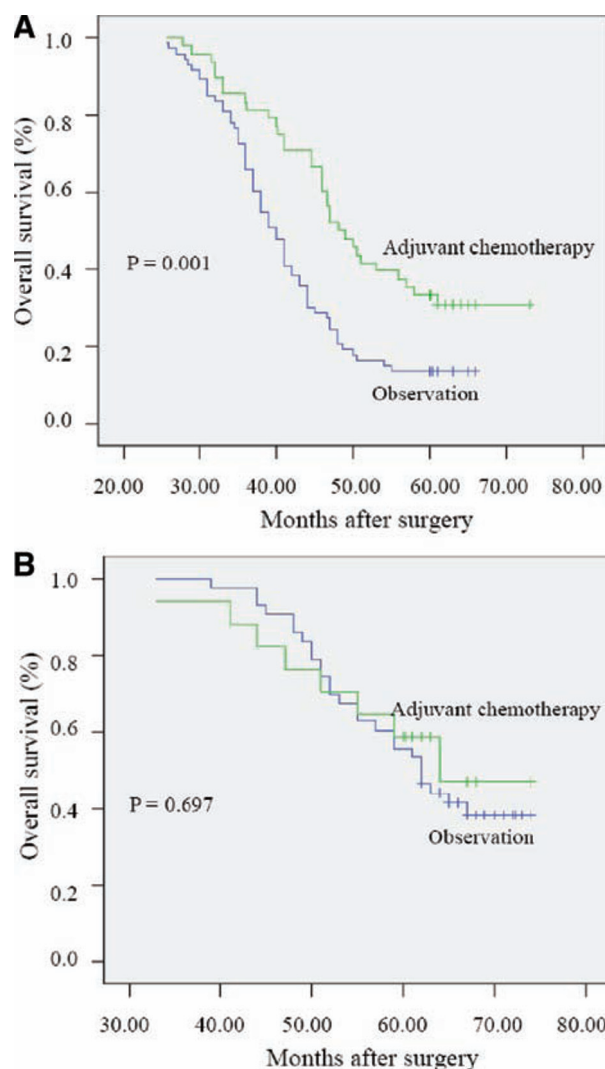 A
Overall survival (%)
1.0
0.8
0.6
0.4
0.2
0.0
P = 0.001
Adjuvant chemotherapy
Observation
20.00 30.00 40.00 50.00 60.00 70.00 80.00
Months after surgery
B
Overall survival (%)
1.0
0.8
0.6
0.4
0.2
0.0
Adjuvant chemotherapy
P = 0.697
Observation
30.00 40.00 50.00 60.00 70.00 80.00
Months after surgery